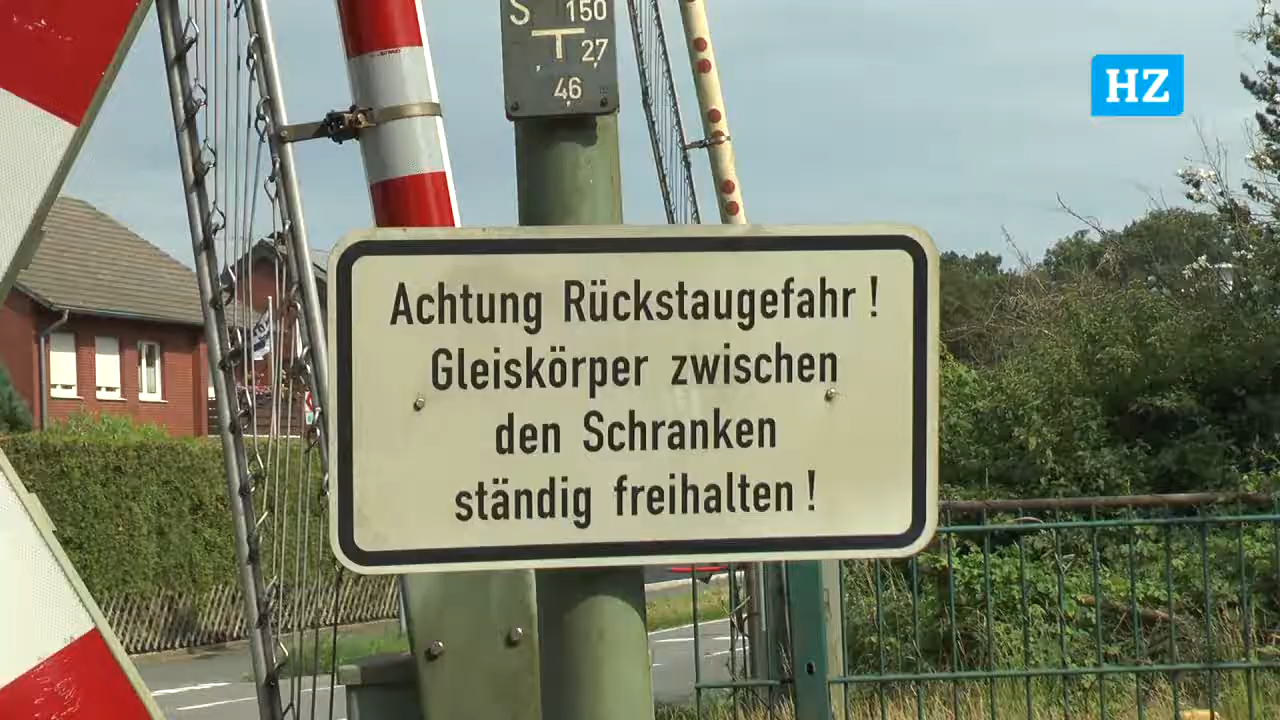 S 150
T 27
46
HZ
Achtung Rückstaugefahr !
Gleiskörper zwischen
den Schranken
ständig freihalten !